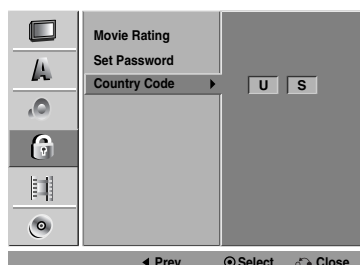 Movie Rating
Set Password
Country Code U S
Prev Select Close